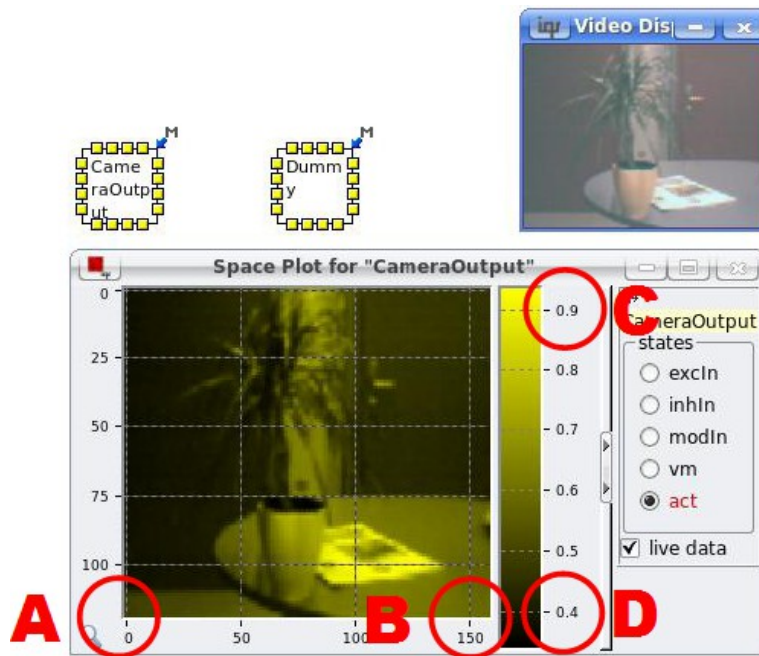 iqr Video Dis
M
Came
raOutp
ut
M
Dumm
y
Space Plot for "CameraOutput"
0
25
50
75
100
0
50
100
150
0.9
0.8
0.7
0.6
0.5
0.4
A
B
C
D
CameraOutput
states
excIn
inhIn
modIn
vm
act
live data